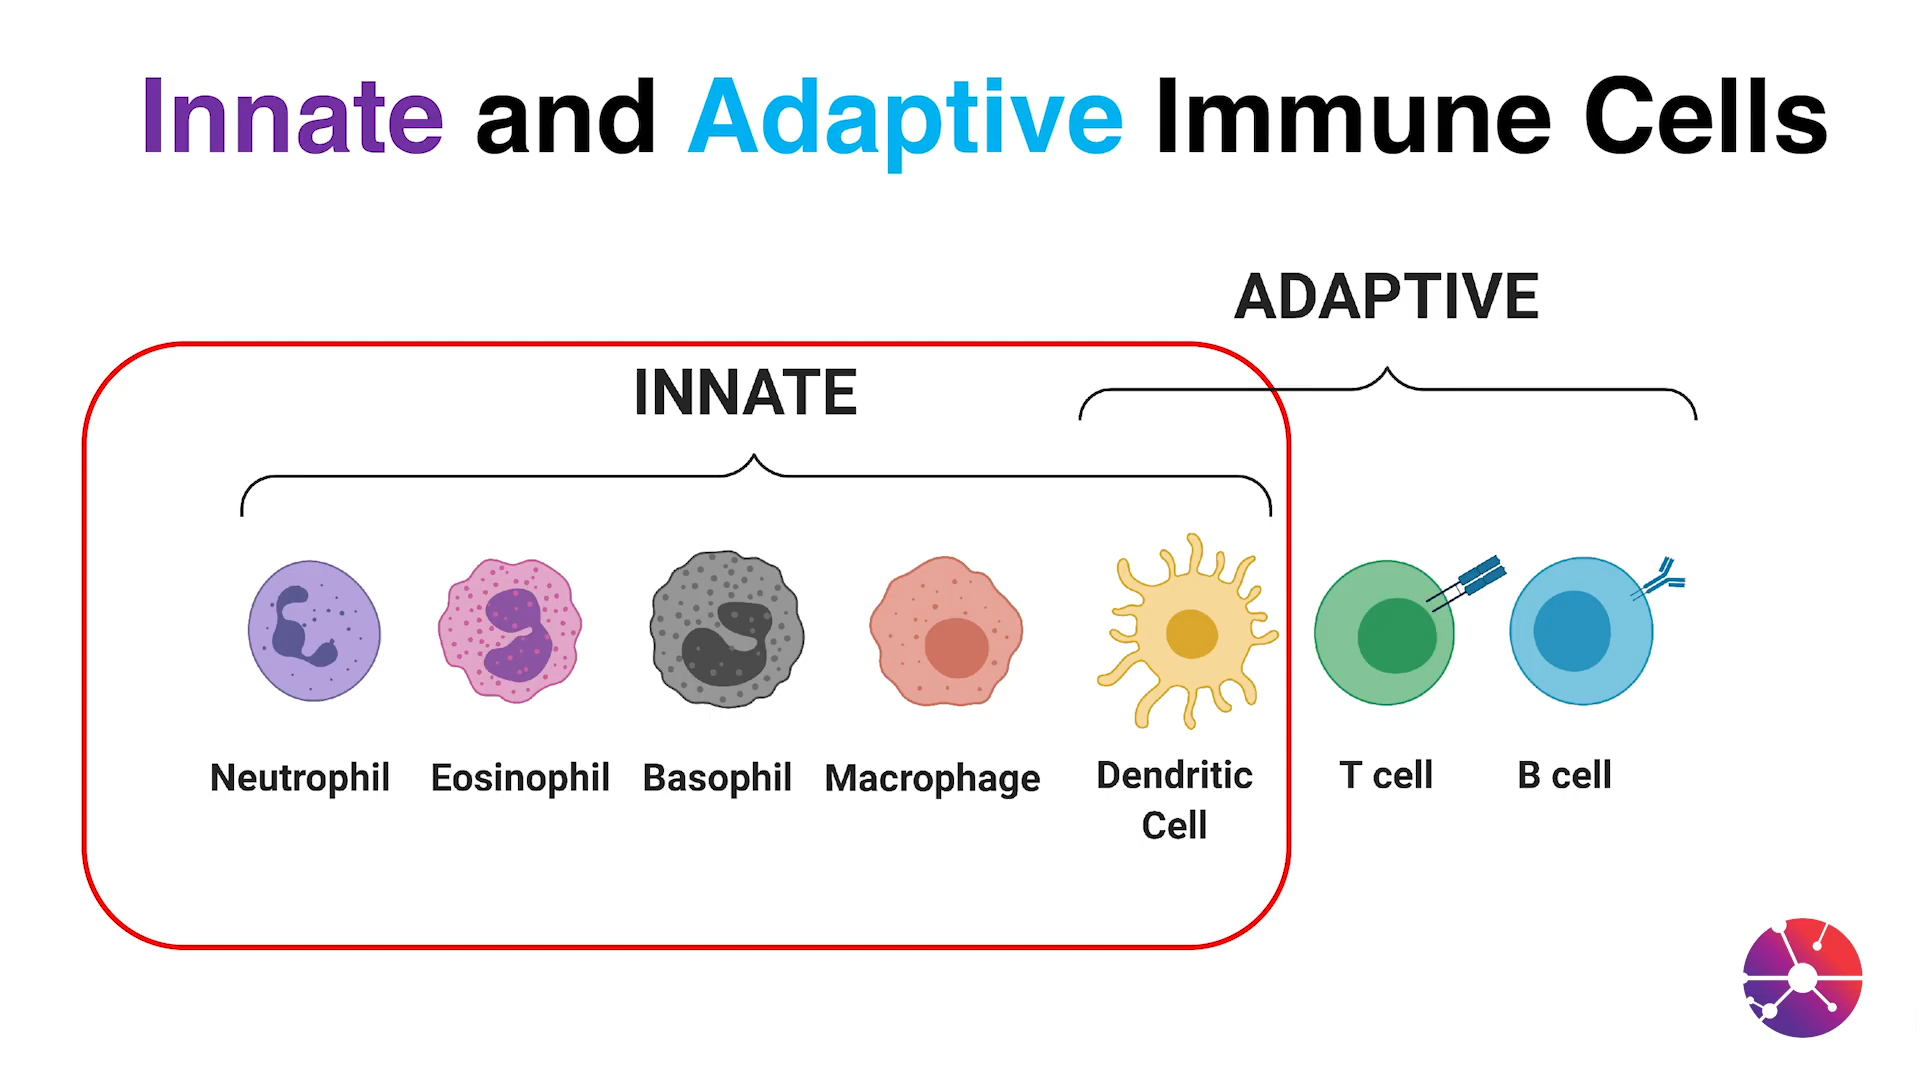 Innate and Adaptive Immune Cells
ADAPTIVE
INNATE
Neutrophil
Eosinophil
Basophil
Macrophage
Dendritic
Cell
T cell
B cell